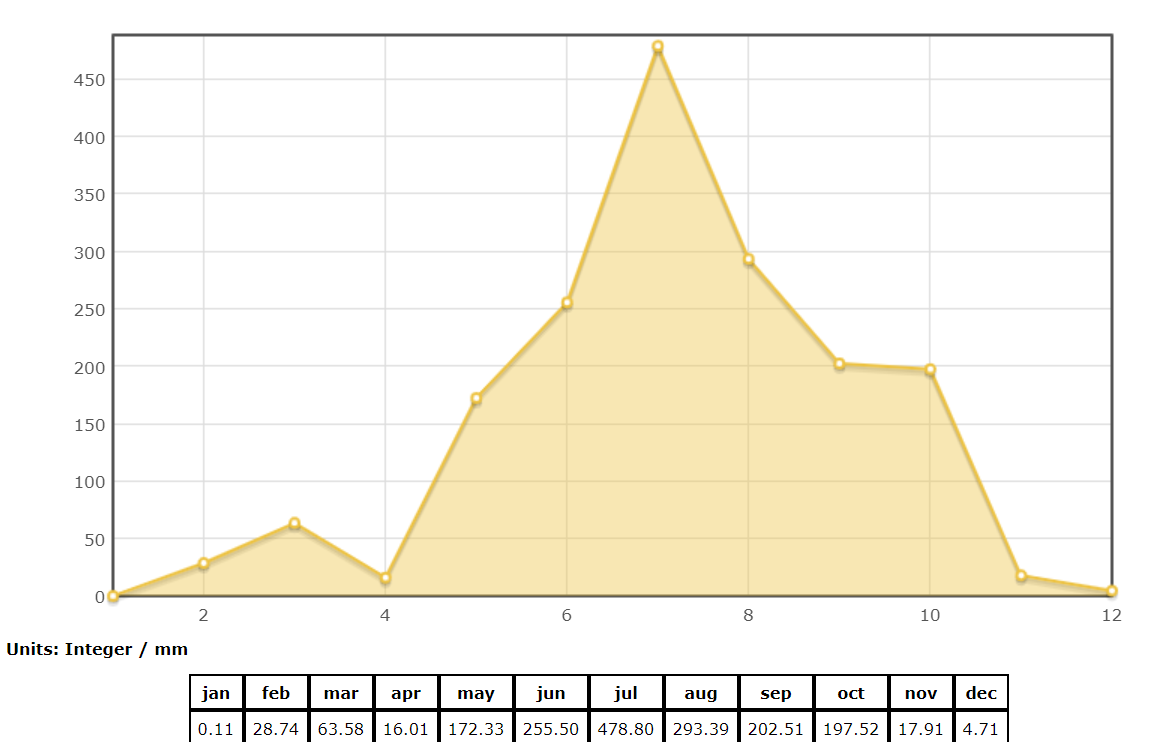 450
400
350
300
250
200
150
100
50
0
2 4 6 8 10 12
Units: Integer / mm
jan feb mar apr may jun jul aug sep oct nov dec
0.11 28.74 63.58 16.01 172.33 255.50 478.80 293.39 202.51 197.52 17.91 4.71